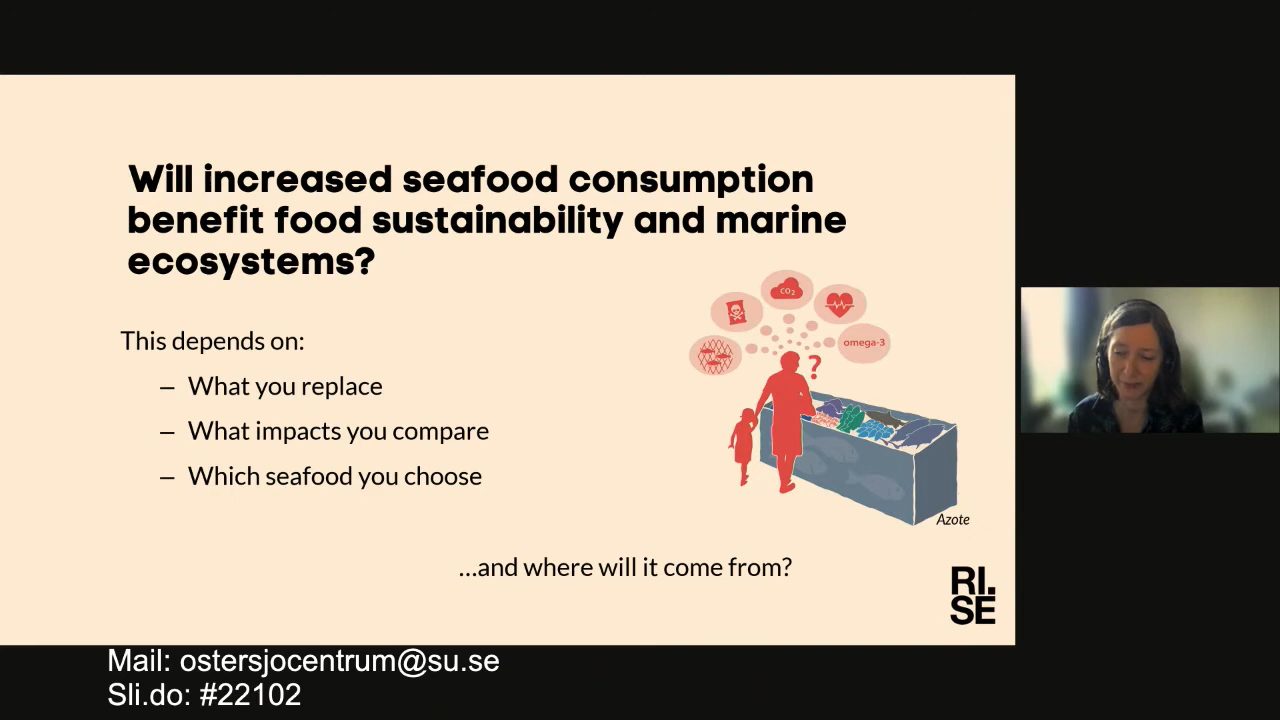 Will increased seafood consumption
benefit food sustainability and marine
ecosystems?
This depends on:
– What you replace
– What impacts you compare
– Which seafood you choose
CO2
omega-3
?
Azote
...and where will it come from?
RI.
SE
Mail: ostersjocentrum@su.se
Sli.do: #22102